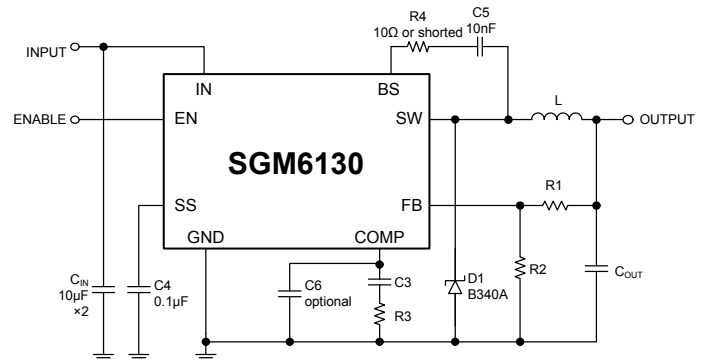 R4
10Ω or shorted
C5
10nF
INPUT
IN
BS
L
ENABLE
EN
SW
OUTPUT
SGM6130
R1
SS
FB
GND
COMP
CIN
10μF
×2
C4
0.1μF
C6
optional
C3
R3
D1
B340A
R2
COUT